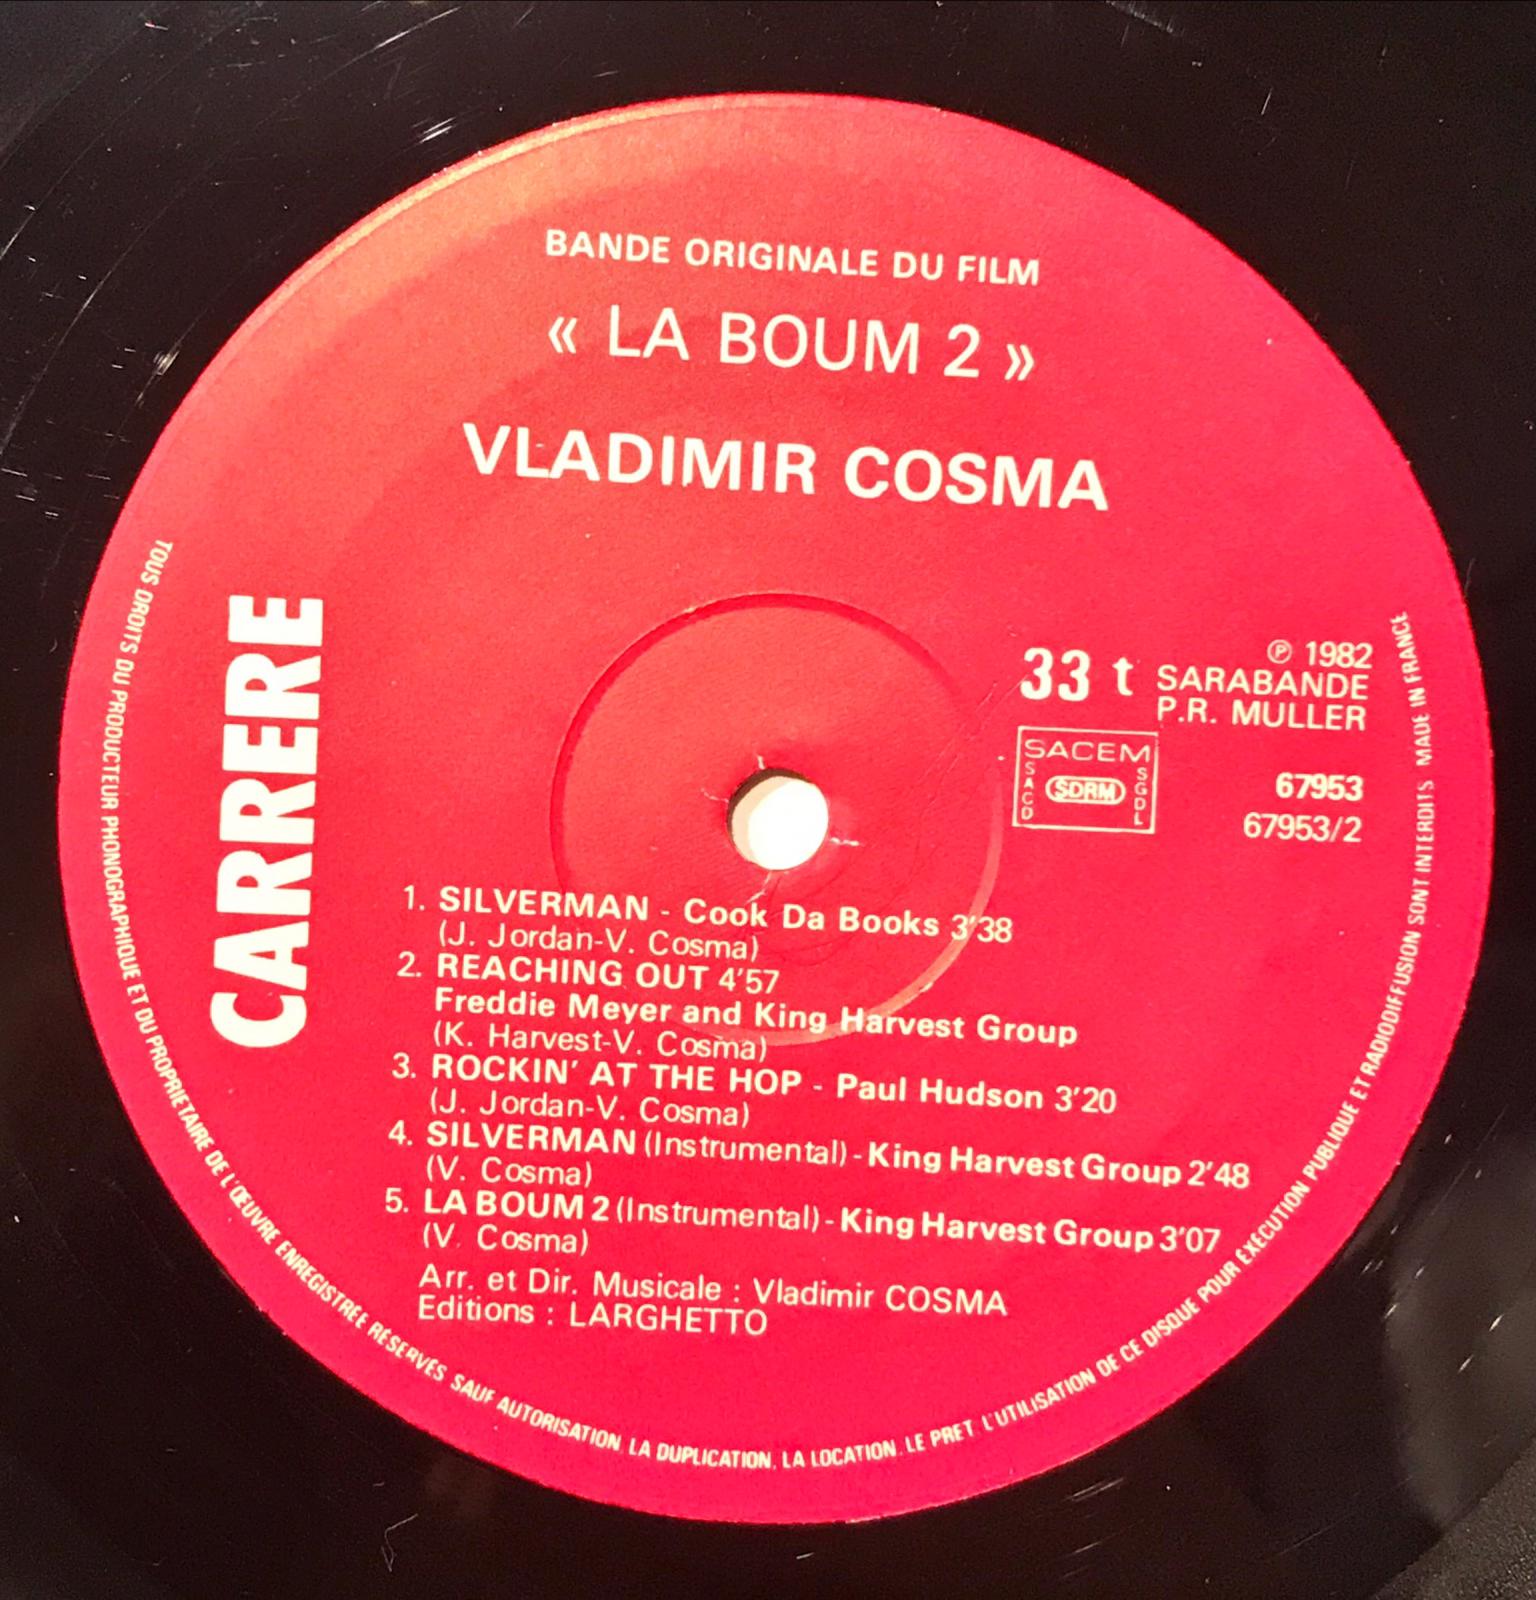 BANDE ORIGINALE DU FILM
« LA BOUM 2 »
VLADIMIR COSMA
CARRERE
33 t
℗ 1982
SARABANDE
P.R. MULLER
SACEM
SACD
SDRM
SGDL
67953
67953/2
1. SILVERMAN - Cook Da Books 3'38
(J. Jordan-V. Cosma)
2. REACHING OUT 4'57
Freddie Meyer and King Harvest Group
(K. Harvest-V. Cosma)
3. ROCKIN' AT THE HOP - Paul Hudson 3'20
(J. Jordan-V. Cosma)
4. SILVERMAN (Instrumental) - King Harvest Group 2'48
(V. Cosma)
5. LA BOUM 2 (Instrumental) - King Harvest Group 3'07
(V. Cosma)
Arr. et Dir. Musicale : Vladimir COSMA
Editions : LARGHETTO
TOUS DROITS DU PRODUCTEUR PHONOGRAPHIQUE ET DU PROPRIETAIRE DE L'ŒUVRE ENREGISTRÉE RÉSERVÉS SAUF AUTORISATION, LA DUPLICATION, LA LOCATION, LE PRET, L'UTILISATION DE CE DISQUE POUR EXECUTION PUBLIQUE ET RADIODIFFUSION SONT INTERDITS MADE IN FRANCE